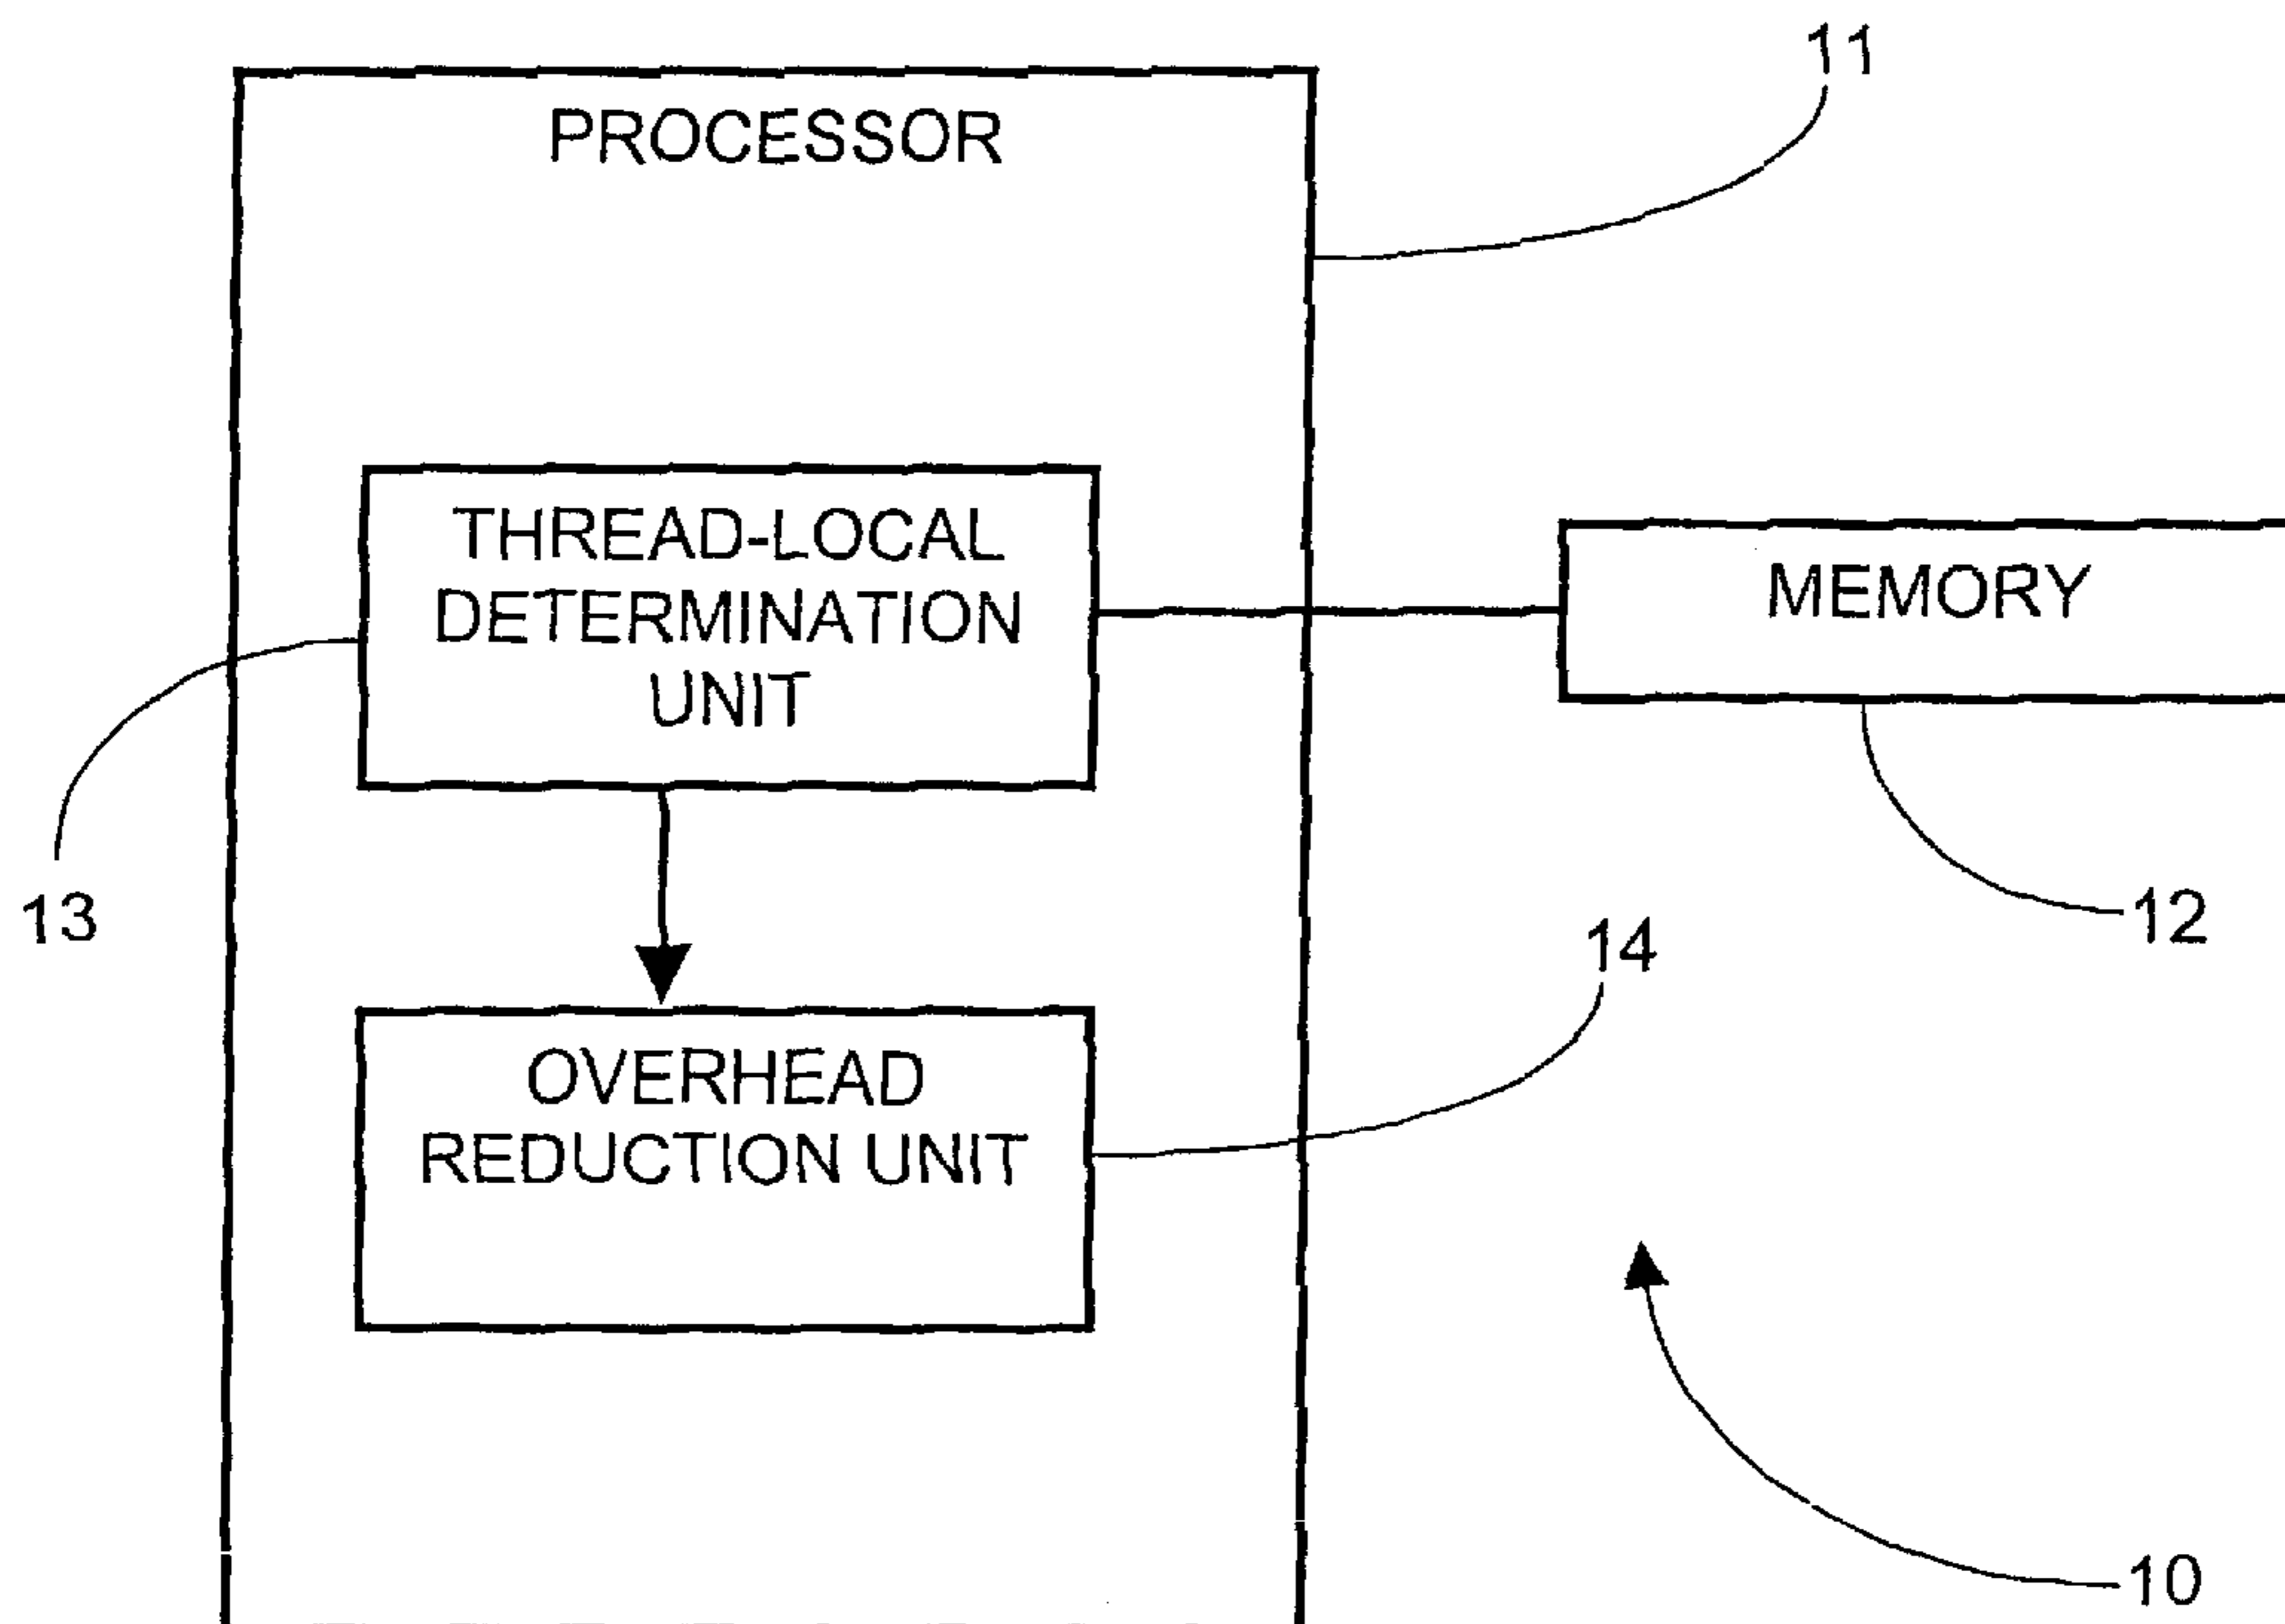 11
PROCESSOR
THREAD-LOCAL
DETERMINATION
UNIT
MEMORY
13
12
14
OVERHEAD
REDUCTION UNIT
10